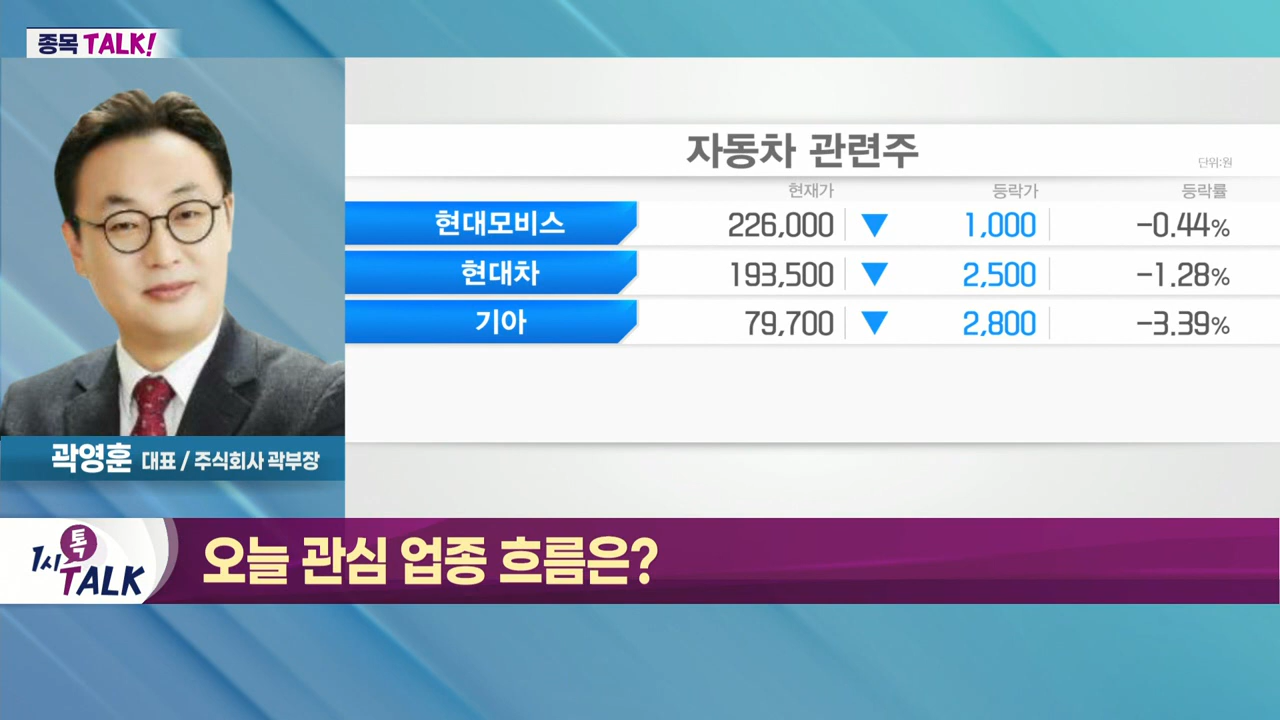 종목 TALK!
자동차 관련주
단위:원
현재가 등락가 등락률
현대모비스 226,000 ▼ 1,000 -0.44%
현대차 193,500 ▼ 2,500 -1.28%
기아 79,700 ▼ 2,800 -3.39%
곽영훈 대표 / 주식회사 곽부장
1시 톡 TALK
오늘 관심 업종 흐름은?